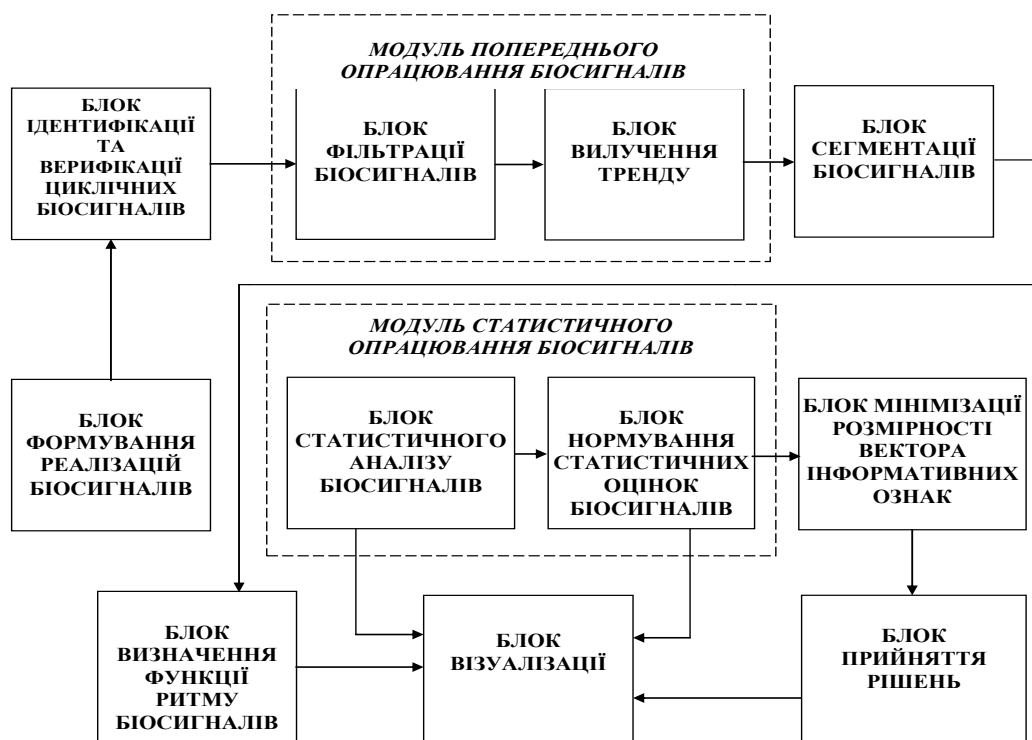 МОДУЛЬ ПОПЕРЕДНЬОГО
ОПРАЦЮВАННЯ БІОСИГНАЛІВ
БЛОК
ІДЕНТИФІКАЦІЇ
ТА
ВЕРИФІКАЦІЇ
ЦИКЛІЧНИХ
БІОСИГНАЛІВ
БЛОК
ФІЛЬТРАЦІЇ
БІОСИГНАЛІВ
БЛОК
ВИЛУЧЕННЯ
ТРЕНДУ
БЛОК
СЕГМЕНТАЦІЇ
БІОСИГНАЛІВ
МОДУЛЬ СТАТИСТИЧНОГО
ОПРАЦЮВАННЯ БІОСИГНАЛІВ
БЛОК
ФОРМУВАННЯ
РЕАЛІЗАЦІЙ
БІОСИГНАЛІВ
БЛОК
СТАТИСТИЧНОГО
АНАЛІЗУ
БІОСИГНАЛІВ
БЛОК
НОРМУВАННЯ
СТАТИСТИЧНИХ
ОЦІНОК
БІОСИГНАЛІВ
БЛОК МІНІМІЗАЦІЇ
РОЗМІРНОСТІ
ВЕКТОРА
ІНФОРМАТИВНИХ
ОЗНАК
БЛОК
ВИЗНАЧЕННЯ
ФУНКЦІЇ
РИТМУ
БІОСИГНАЛІВ
БЛОК
ВІЗУАЛІЗАЦІЇ
БЛОК
ПРИЙНЯТТЯ
РІШЕНЬ